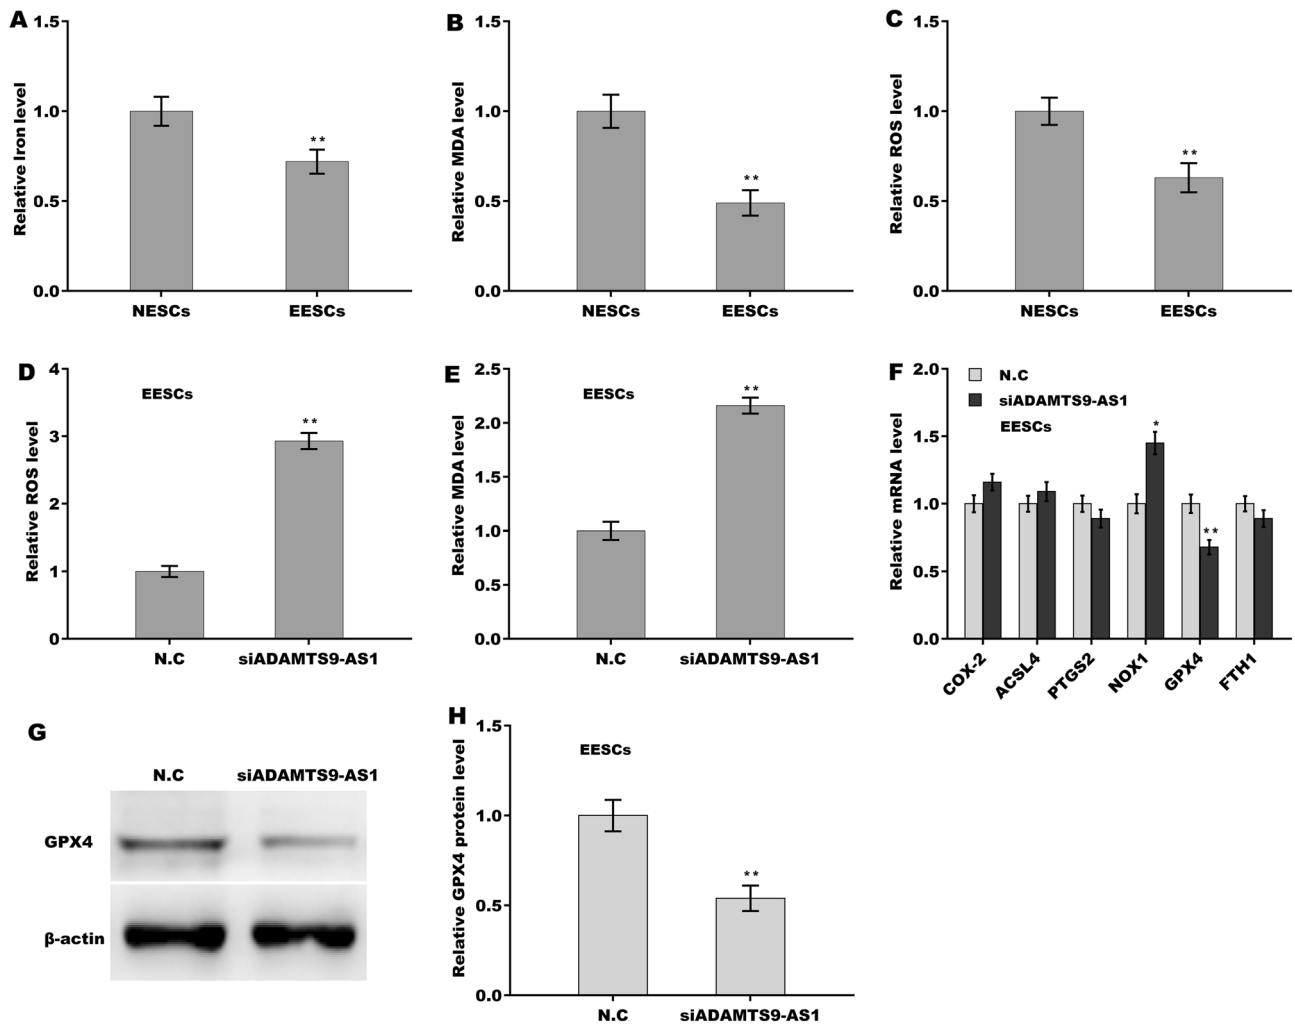 A
Relative Iron level
1.5
1.0
0.5
0.0
**
NESCs
EESCs
B
Relative MDA level
1.5
1.0
0.5
0.0
**
NESCs
EESCs
C
Relative ROS level
1.5
1.0
0.5
0.0
**
NESCs
EESCs
D
Relative ROS level
4
3
2
1
0
EESCs
**
N.C
siADAMTS9-AS1
E
Relative MDA level
2.5
2.0
1.5
1.0
0.5
0.0
EESCs
**
N.C
siADAMTS9-AS1
F
Relative mRNA level
2.0
1.5
1.0
0.5
0.0
N.C
siADAMTS9-AS1
EESCs
*
**
COX-2
ACSL4
PTGS2
NOX1
GPX4
FTH1
G
N.C
siADAMTS9-AS1
GPX4
β-actin
H
Relative GPX4 protein level
1.5
1.0
0.5
0.0
EESCs
**
N.C
siADAMTS9-AS1